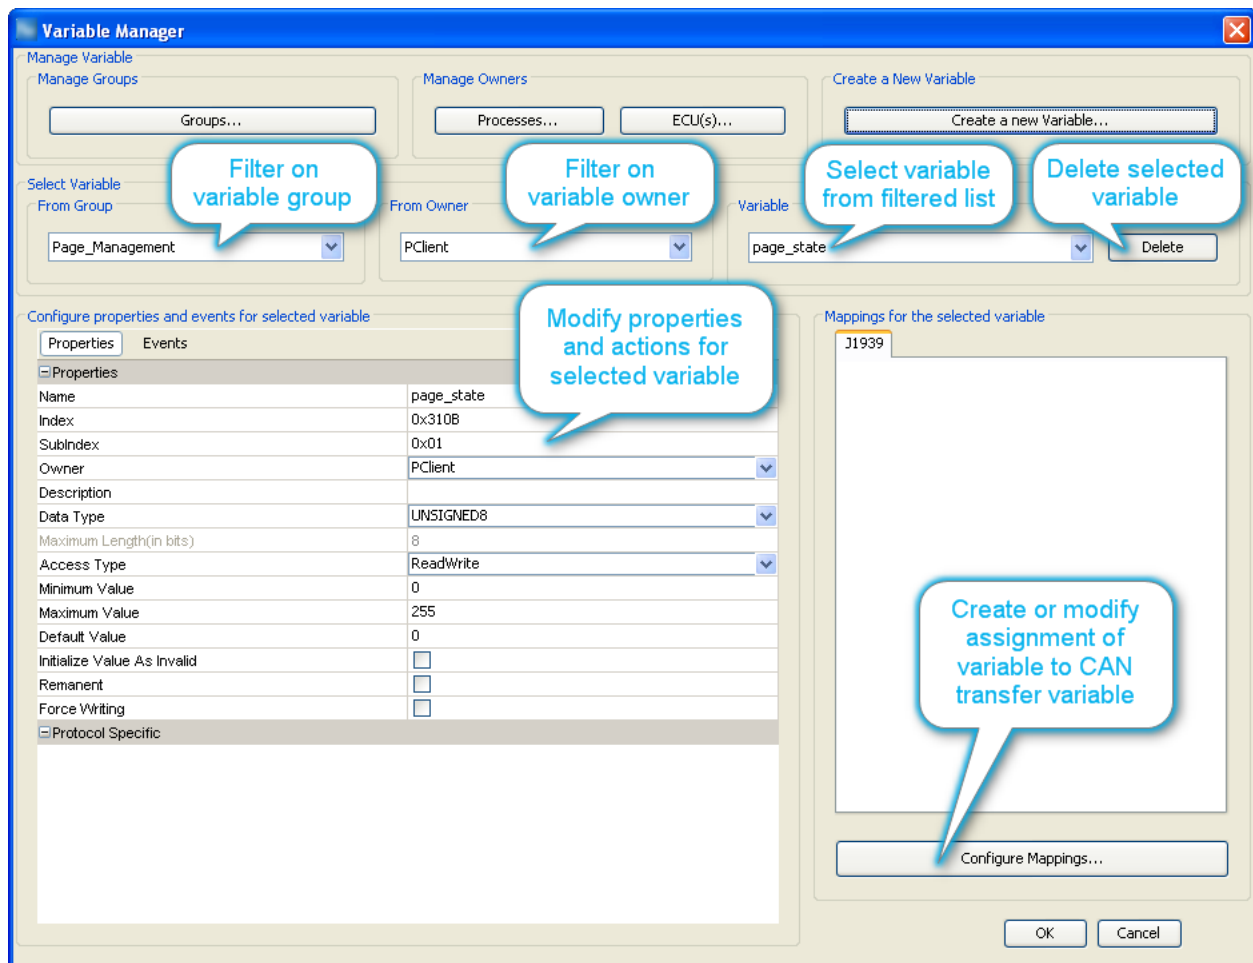 Variable Manager
Manage Variable
Manage Groups
Manage Owners
Create a New Variable
Groups...
Processes...
ECU(s)...
Create a new Variable...
Filter on
variable group
Filter on
variable owner
Select variable
from filtered list
Delete selected
variable
Select Variable
From Group
From Owner
Variable
Page_Management
PClient
page_state
Delete
Configure properties and events for selected variable
Modify properties
and actions for
selected variable
Mappings for the selected variable
Properties
Events
J1939
Properties
Name
page_state
Index
0x310B
SubIndex
0x01
Owner
PClient
Description
Data Type
UNSIGNED8
Maximum Length(in bits)
8
Access Type
ReadWrite
Minimum Value
0
Maximum Value
255
Default Value
0
Initialize Value As Invalid
Remanent
Force Writing
Protocol Specific
Create or modify
assignment of
variable to CAN
transfer variable
Configure Mappings...
OK
Cancel